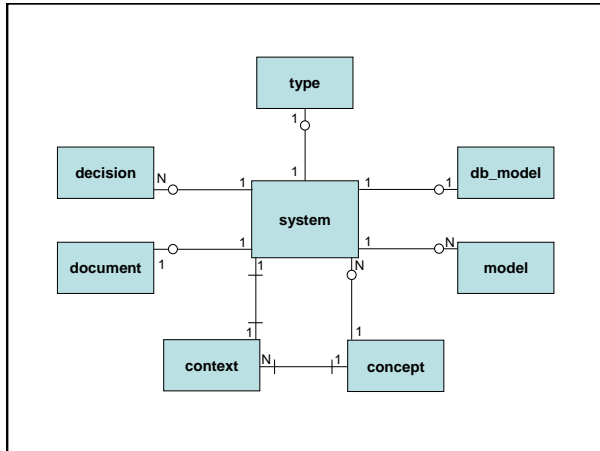 type
1
1
decision
N
1
system
1
1
db_model
document
1
1
1
N
model
1
N
1
1
context
N
1
concept